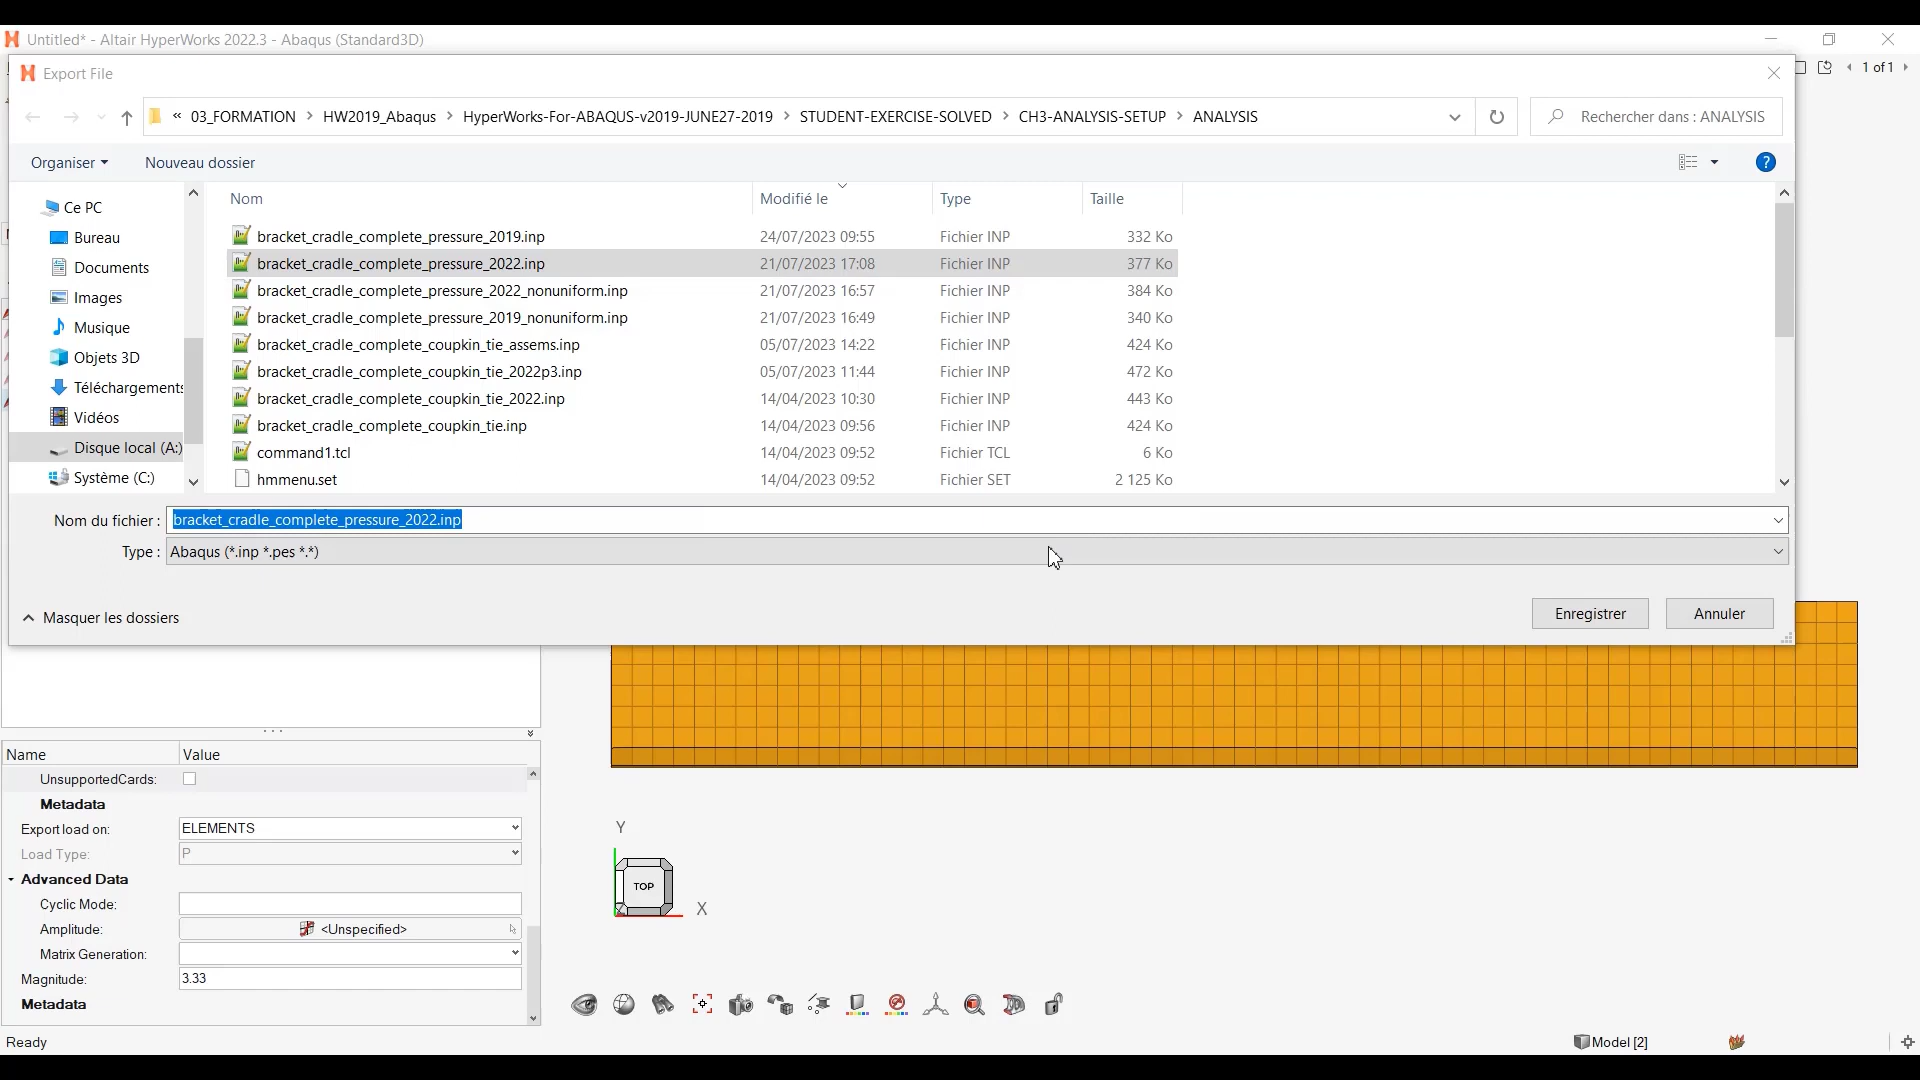 Untitled* - Altair HyperWorks 2022.3 - Abaqus (Standard3D)
Export File
1 of 1
« 03_FORMATION > HW2019_Abaqus > HyperWorks-For-ABAQUS-v2019-JUNE27-2019 > STUDENT-EXERCISE-SOLVED > CH3-ANALYSIS-SETUP > ANALYSIS
Rechercher dans : ANALYSIS
Organiser Nouveau dossier
?
Ce PC
Bureau
Documents
Images
Musique
Objets 3D
Téléchargements
Vidéos
Disque local (A:)
Système (C:)
Nom Modifié le Type Taille
bracket_cradle_complete_pressure_2019.inp 24/07/2023 09:55 Fichier INP 332 Ko
bracket_cradle_complete_pressure_2022.inp 21/07/2023 17:08 Fichier INP 377 Ko
bracket_cradle_complete_pressure_2022_nonuniform.inp 21/07/2023 16:57 Fichier INP 384 Ko
bracket_cradle_complete_pressure_2019_nonuniform.inp 21/07/2023 16:49 Fichier INP 340 Ko
bracket_cradle_complete_coupkin_tie_assems.inp 05/07/2023 14:22 Fichier INP 424 Ko
bracket_cradle_complete_coupkin_tie_2022p3.inp 05/07/2023 11:44 Fichier INP 472 Ko
bracket_cradle_complete_coupkin_tie_2022.inp 14/04/2023 10:30 Fichier INP 443 Ko
bracket_cradle_complete_coupkin_tie.inp 14/04/2023 09:56 Fichier INP 424 Ko
command1.tcl 14/04/2023 09:52 Fichier TCL 6 Ko
hmmenu.set 14/04/2023 09:52 Fichier SET 2 125 Ko
Nom du fichier : bracket_cradle_complete_pressure_2022.inp
Type : Abaqus (*.inp *.pes *.*)
Masquer les dossiers
Enregistrer Annuler
Name Value
UnsupportedCards:
Metadata
Export load on: ELEMENTS
Load Type: P
Advanced Data
Cyclic Mode:
Amplitude: <Unspecified>
Matrix Generation:
Magnitude: 3.33
Metadata
Y
TOP
X
Ready
Model [2]